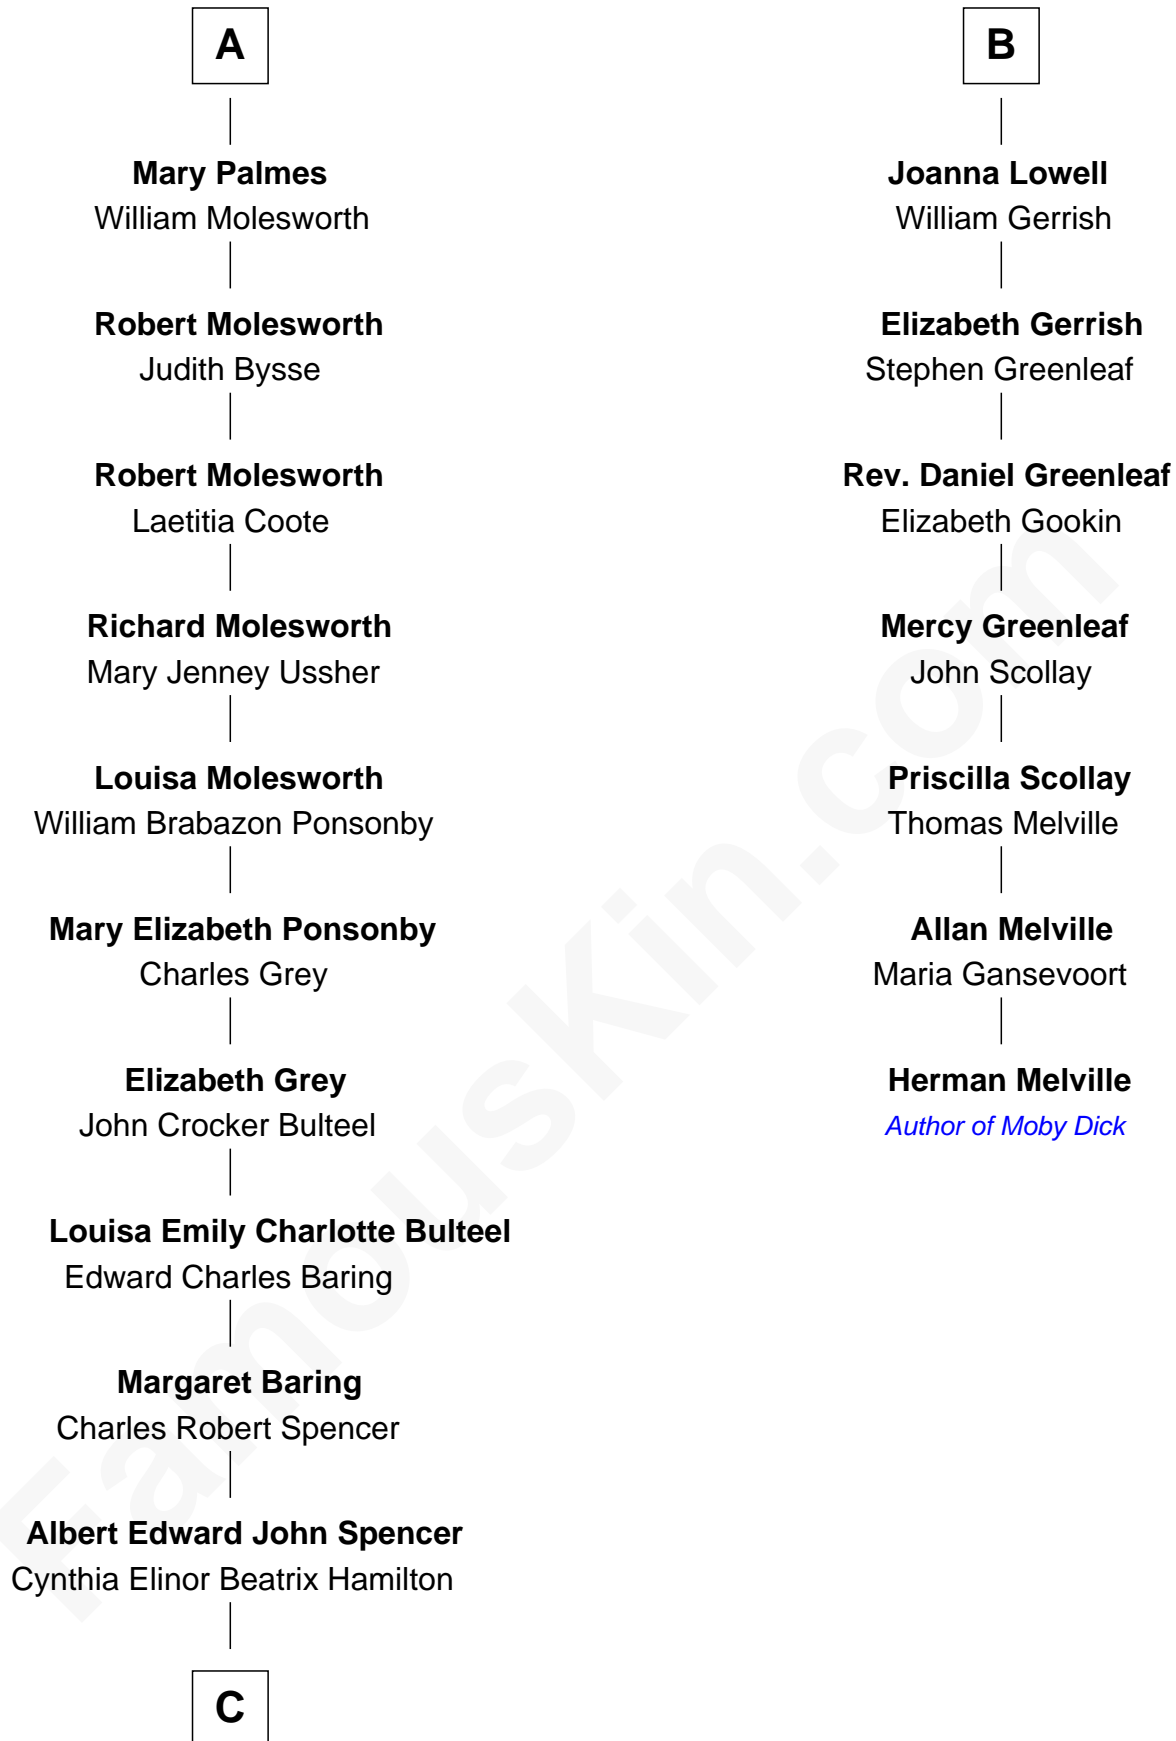 A
Mary Palmes
William Molesworth
Robert Molesworth
Judith Bysse
Robert Molesworth
Laetitia Coote
Richard Molesworth
Mary Jenney Ussher
Louisa Molesworth
William Brabazon Ponsonby
Mary Elizabeth Ponsonby
Charles Grey
Elizabeth Grey
John Crocker Bulteel
Louisa Emily Charlotte Bulteel
Edward Charles Baring
Margaret Baring
Charles Robert Spencer
Albert Edward John Spencer
Cynthia Elinor Beatrix Hamilton
C
B
Joanna Lowell
William Gerrish
Elizabeth Gerrish
Stephen Greenleaf
Rev. Daniel Greenleaf
Elizabeth Gookin
Mercy Greenleaf
John Scollay
Priscilla Scollay
Thomas Melville
Allan Melville
Maria Gansevoort
Herman Melville
Author of Moby Dick
FamousKin.com